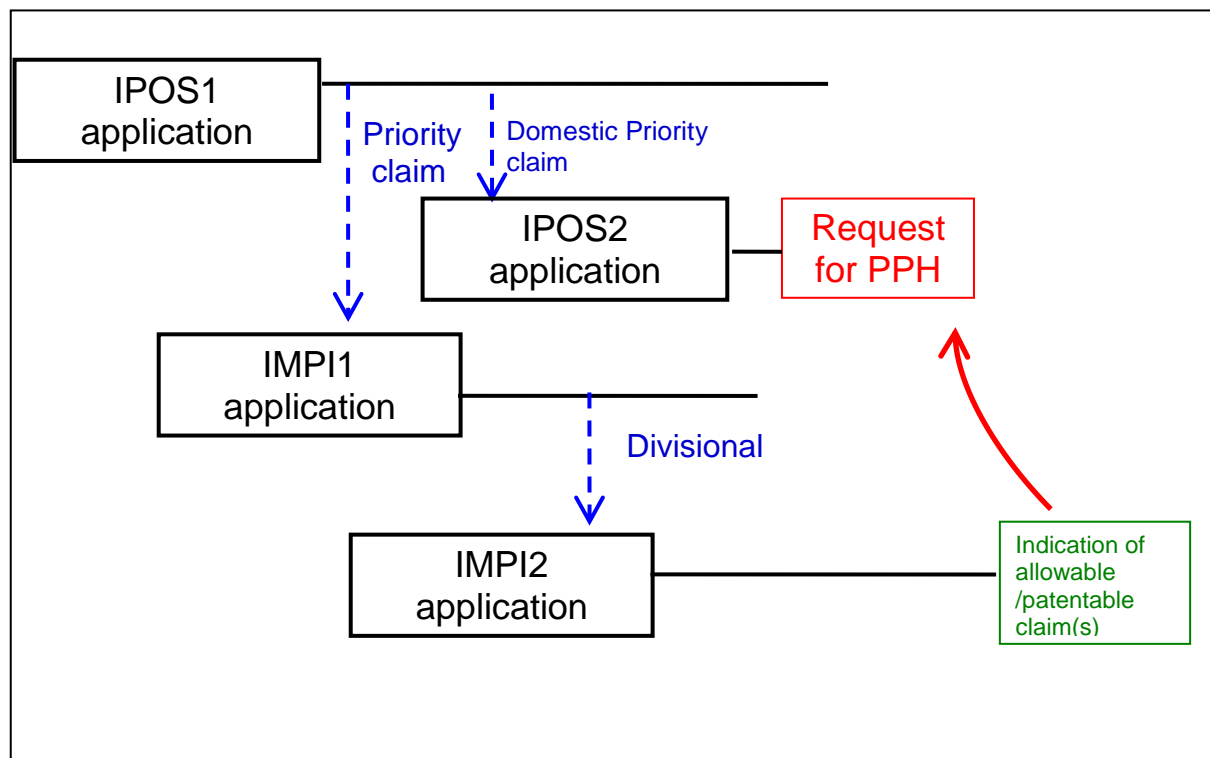 IPOS1
application
Priority
claim
Domestic Priority
claim
IPOS2
application
Request
for PPH
IMPI1
application
Divisional
IMPI2
application
Indication of
allowable
/patentable
claim(s)